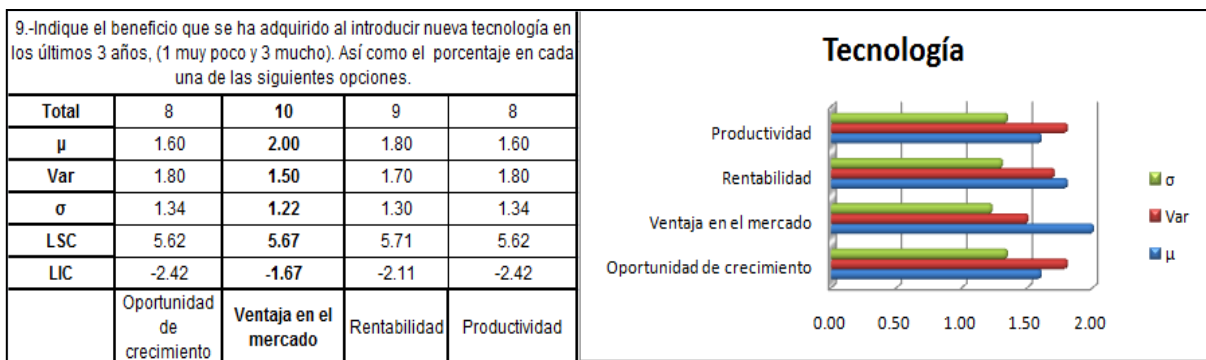 9.-Indique el beneficio que se ha adquirido al introducir nueva tecnología en
los últimos 3 años, (1 muy poco y 3 mucho). Así como el porcentaje en cada
una de las siguientes opciones.
Total 8 10 9 8
μ 1.60 2.00 1.80 1.60
Var 1.80 1.50 1.70 1.80
σ 1.34 1.22 1.30 1.34
LSC 5.62 5.67 5.71 5.62
LIC -2.42 -1.67 -2.11 -2.42
Oportunidad de crecimiento Ventaja en el mercado Rentabilidad Productividad
Tecnología
Productividad
Rentabilidad
Ventaja en el mercado
Oportunidad de crecimiento
0.00 0.50 1.00 1.50 2.00
σ
Var
μ